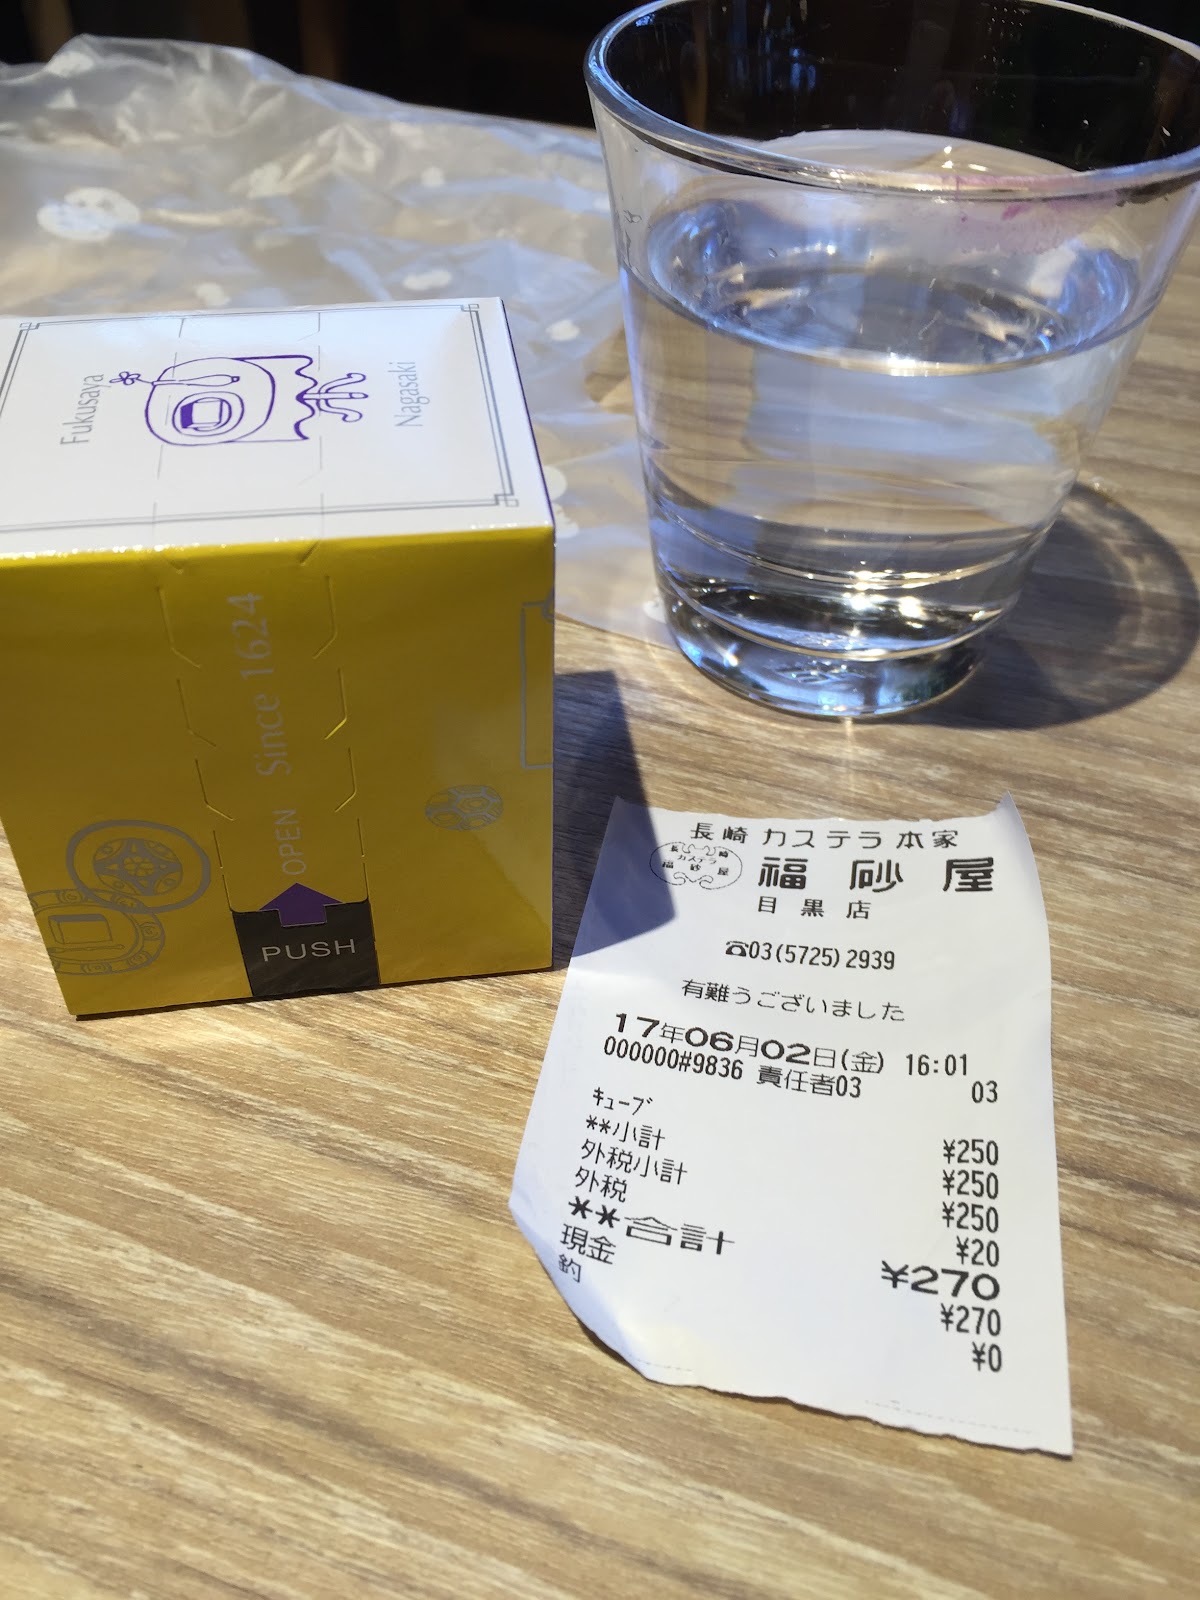 Fukusaya
Nagasaki
Since 1624
OPEN
PUSH
長崎カステラ本家
長崎
カステラ
福砂屋
福砂屋
目黒店
☎03(5725)2939
有難うございました
17年06月02日(金) 16:01
000000#9836 責任者03 03
ｷｭｰﾌﾞ ¥250
**小計 ¥250
外税小計 ¥250
外税 ¥20
**合計 ¥270
現金 ¥270
釣 ¥0